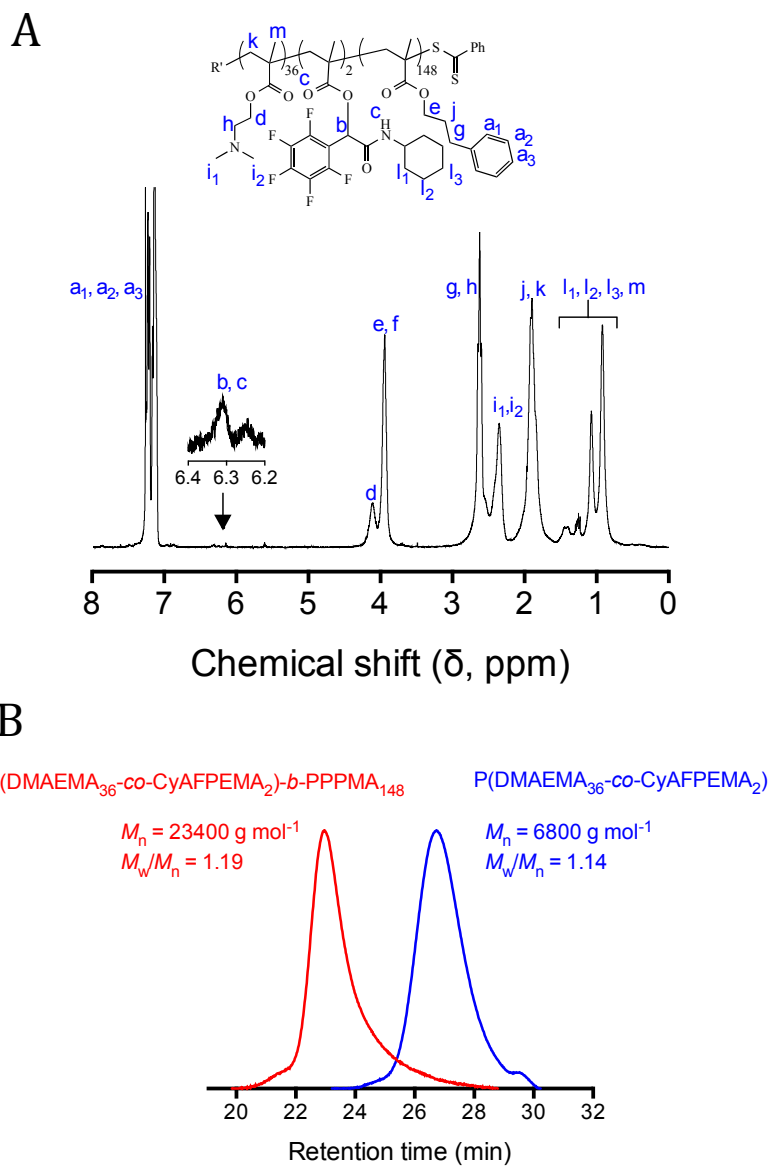 A
k m
R' 36 c 2 148 S Ph
S
O O O O O O
h d b c e j
N F F H N g a1 a2
i1 i2 F F O l1 l3 a3
F l2
a1, a2, a3
g, h j, k l1, l2, l3, m
e, f
b, c
i1,i2
6.4 6.3 6.2
d
8 7 6 5 4 3 2 1 0
Chemical shift (δ, ppm)
B
(DMAEMA36-co-CyAFPEMA2)-b-PPPMA148 P(DMAEMA36-co-CyAFPEMA2)
Mn = 23400 g mol-1 Mn = 6800 g mol-1
Mw/Mn = 1.19 Mw/Mn = 1.14
20 22 24 26 28 30 32
Retention time (min)